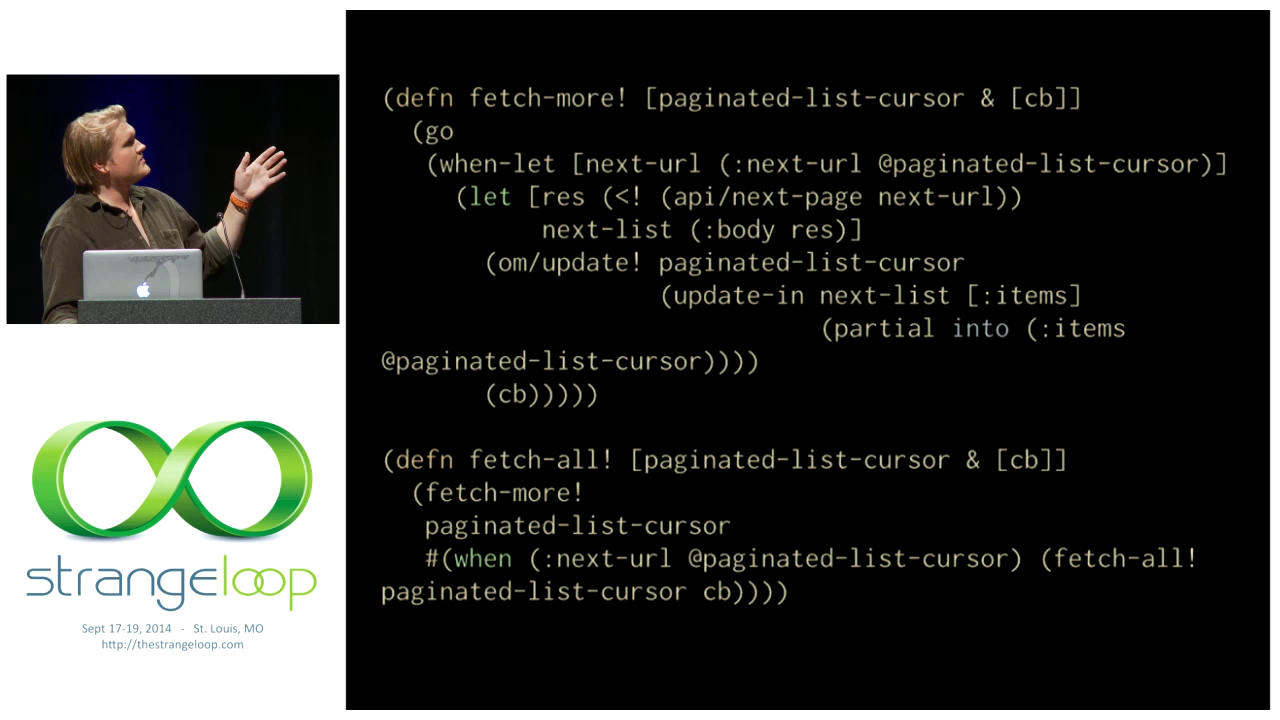 (defn fetch-more! [paginated-list-cursor & [cb]]
(go
(when-let [next-url (:next-url @paginated-list-cursor)]
(let [res (<! (api/next-page next-url))
next-list (:body res)]
(om/update! paginated-list-cursor
(update-in next-list [:items]
(partial into (:items
@paginated-list-cursor))))
(cb)))))
(defn fetch-all! [paginated-list-cursor & [cb]]
(fetch-more!
paginated-list-cursor
#(when (:next-url @paginated-list-cursor) (fetch-all!
paginated-list-cursor cb))))
strangeloop
Sept 17-19, 2014 - St. Louis, MO
http://thestrangeloop.com